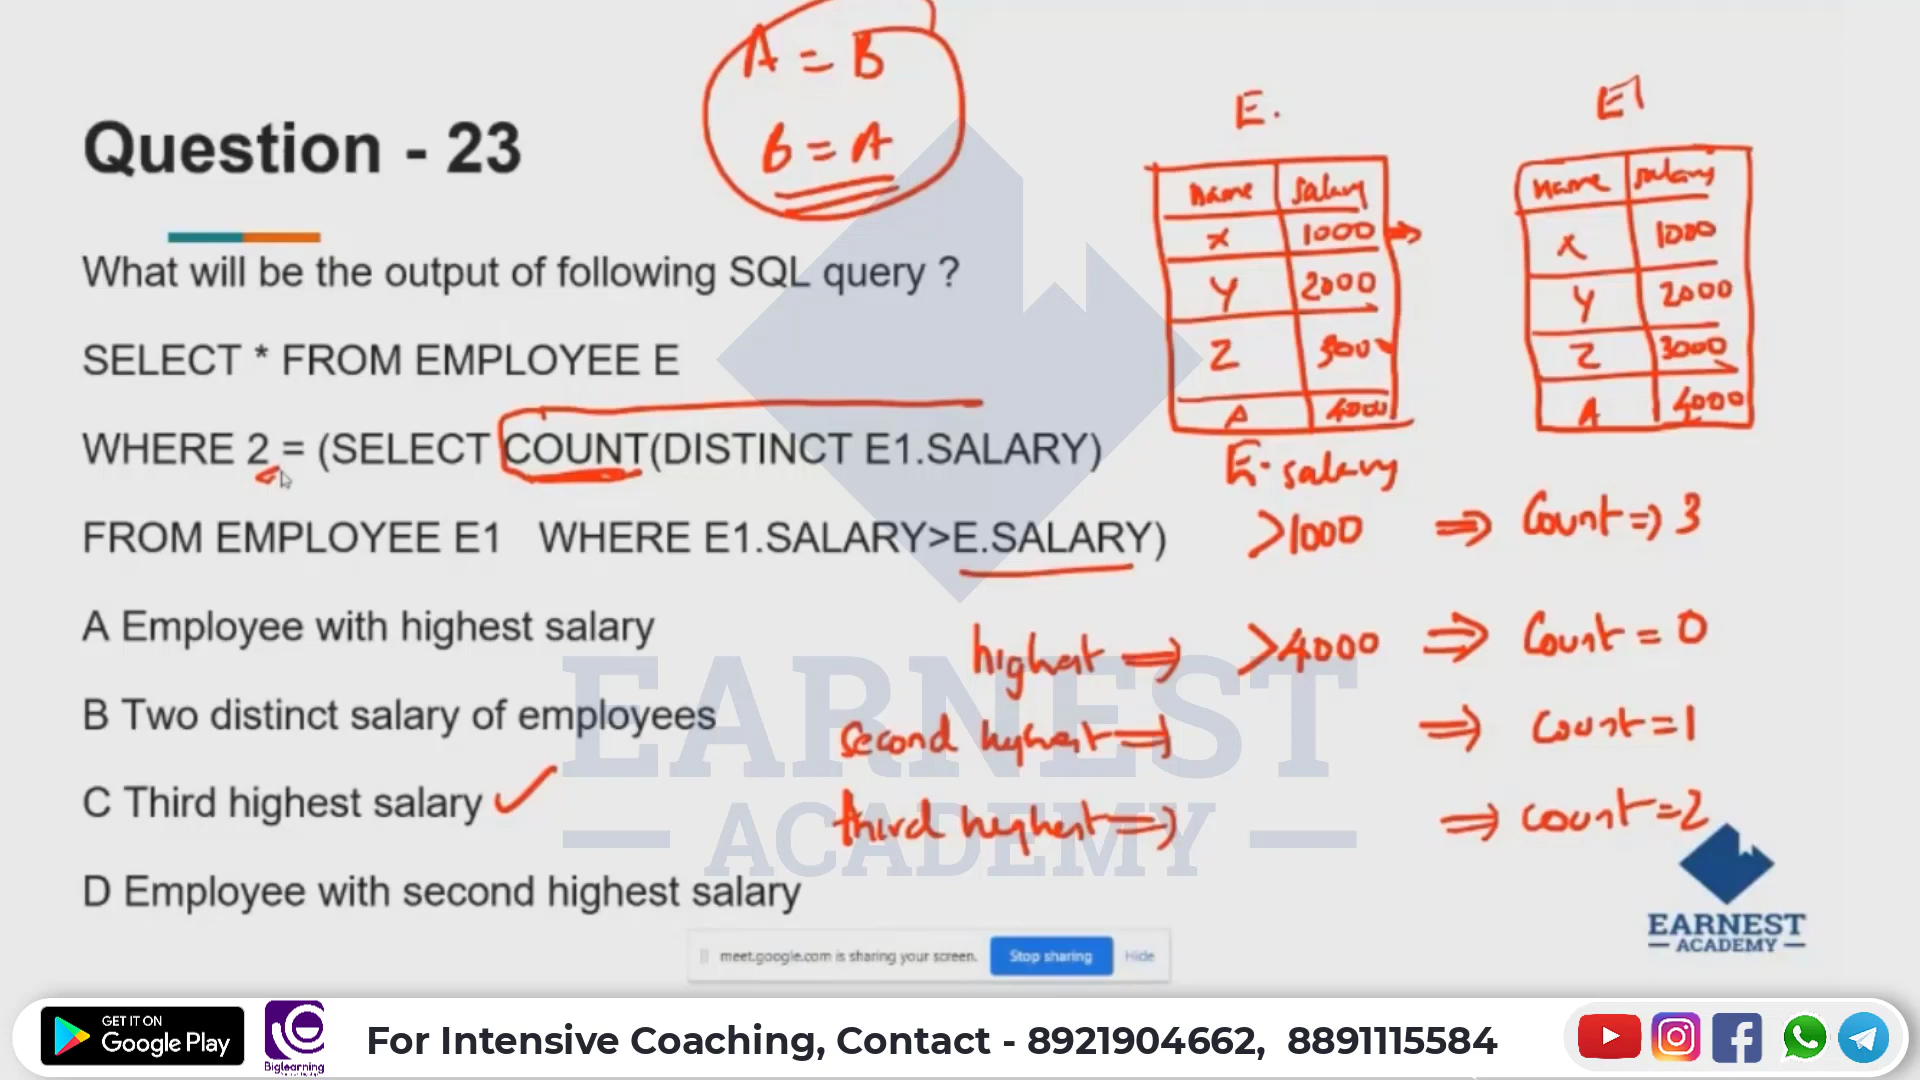 A = B
B = A
Question - 23
What will be the output of following SQL query ?
SELECT * FROM EMPLOYEE E
WHERE 2 = (SELECT COUNT(DISTINCT E1.SALARY)
FROM EMPLOYEE E1 WHERE E1.SALARY>E.SALARY)
A Employee with highest salary
B Two distinct salary of employees
C Third highest salary
D Employee with second highest salary
E.
name salary
X 1000
Y 2000
Z 3000
A 4000
E1
name salary
X 1000
Y 2000
Z 3000
A 4000
E.salary
>1000 ⇒ Count ⇒ 3
highest ⇒ >4000 ⇒ Count = 0
second highest ⇒ ⇒ count = 1
third highest ⇒ ⇒ count = 2
EARNEST
ACADEMY
EARNEST
ACADEMY
meet.google.com is sharing your screen. Stop sharing Hide
GET IT ON
Google Play
Biglearning
For Intensive Coaching, Contact - 8921904662, 8891115584